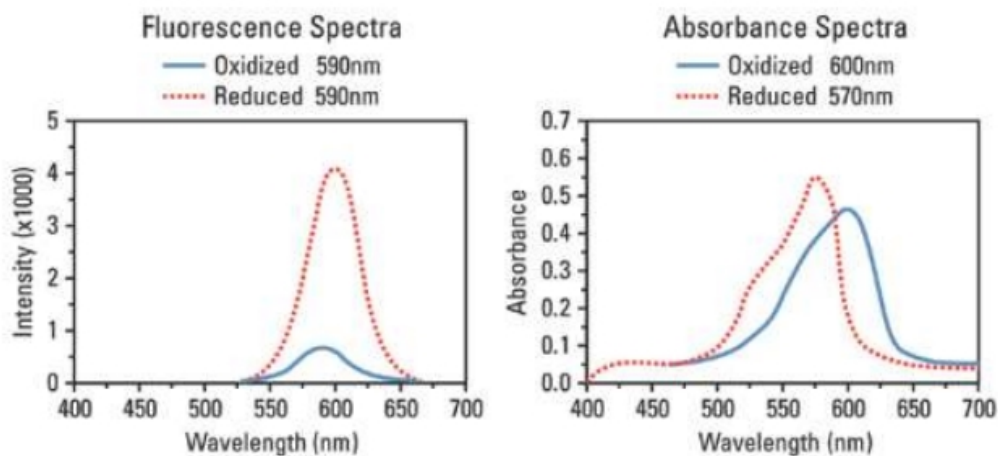 Fluorescence Spectra
Oxidized 590nm
Reduced 590nm
5
4
3
2
1
0
Intensity (x1000)
400 450 500 550 600 650 700
Wavelength (nm)
Absorbance Spectra
Oxidized 600nm
Reduced 570nm
0.7
0.6
0.5
0.4
0.3
0.2
0.1
0.0
Absorbance
400 450 500 550 600 650 700
Wavelength (nm)